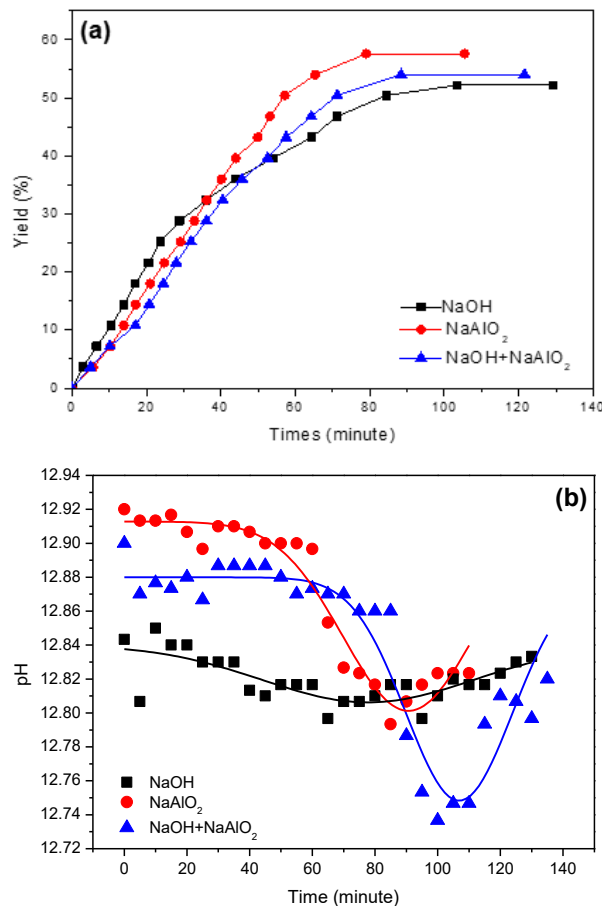 (a)
60
50
40
30
20
10
0
Yield (%)
NaOH
NaAlO₂
NaOH+NaAlO₂
0 20 40 60 80 100 120 140
Times (minute)
(b)
12.94
12.92
12.90
12.88
12.86
12.84
12.82
12.80
12.78
12.76
12.74
12.72
pH
NaOH
NaAlO₂
NaOH+NaAlO₂
0 20 40 60 80 100 120 140
Time (minute)